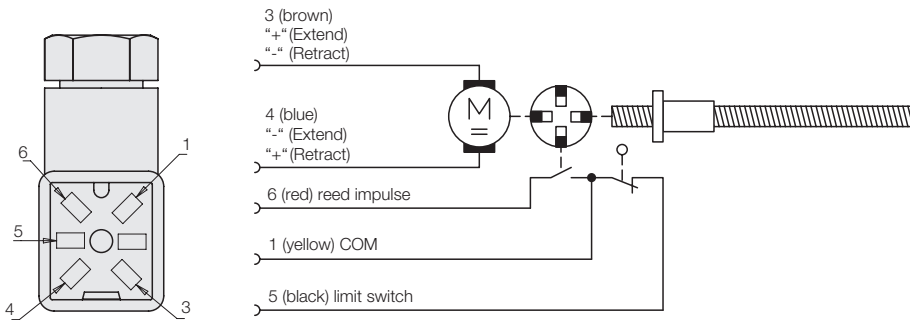 3 (brown)
“+“ (Extend)
“-“ (Retract)
4 (blue)
“-“ (Extend)
“+“ (Retract)
6 (red) reed impulse
1 (yellow) COM
5 (black) limit switch
M
=
6
1
5
4
3